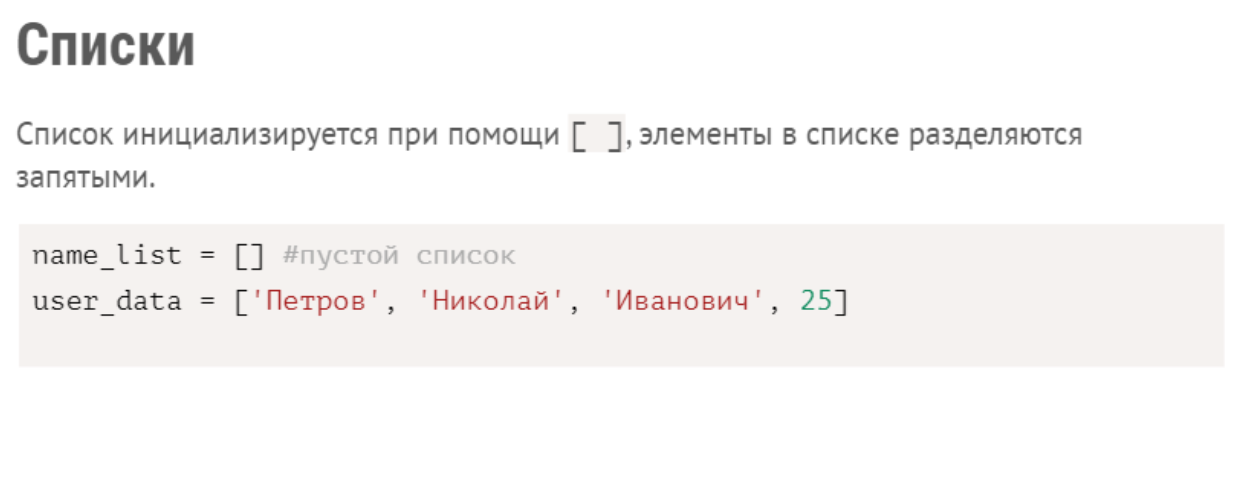 Списки
Список инициализируется при помощи [ ], элементы в списке разделяются
запятыми.
name_list = [] #пустой список
user_data = ['Петров', 'Николай', 'Иванович', 25]